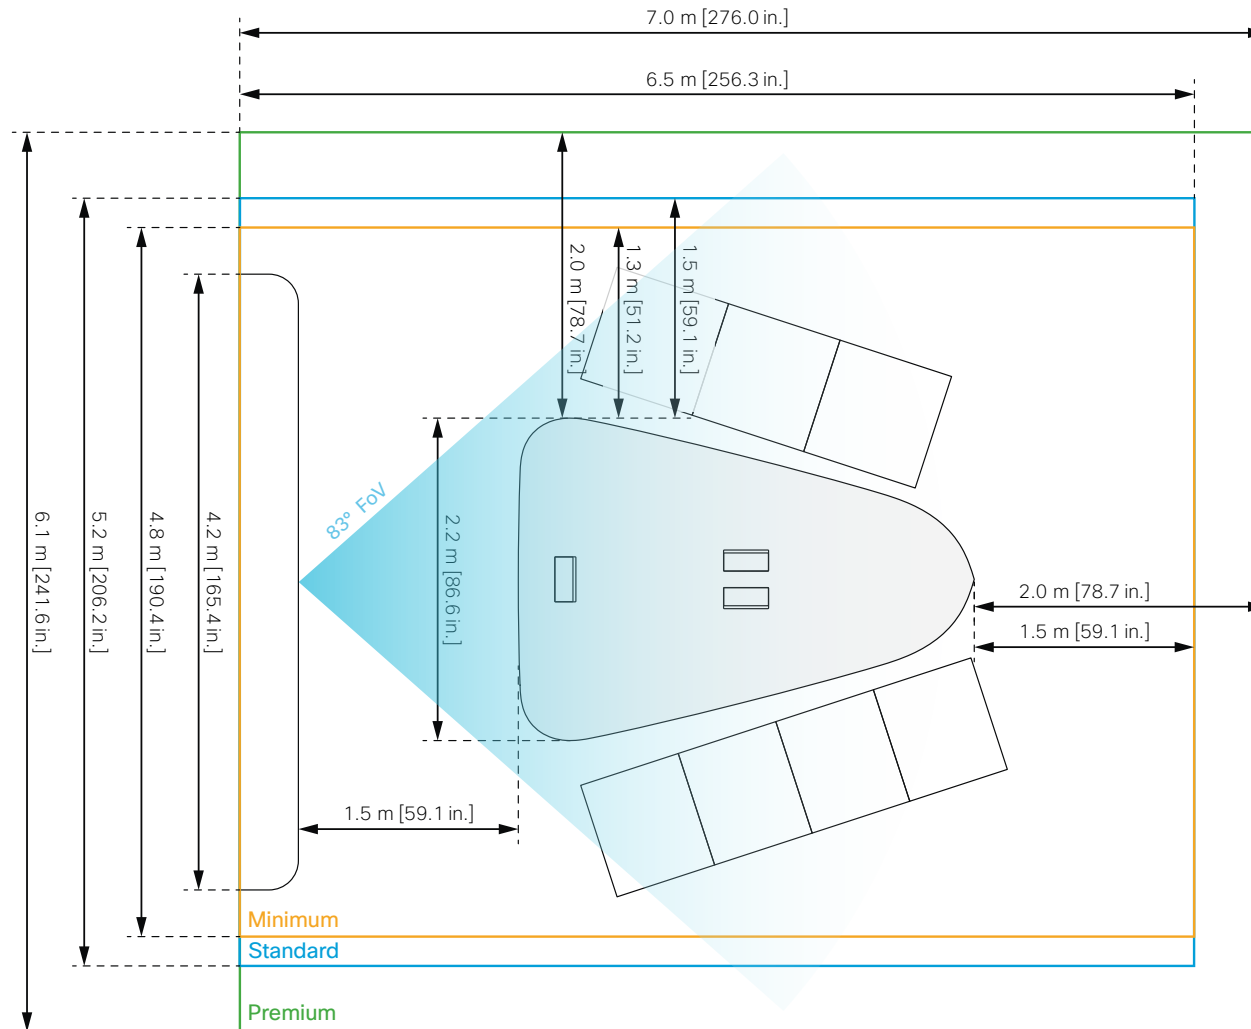 7.0 m [276.0 in.]
6.5 m [256.3 in.]
2.0 m [78.7 in.]
1.3 m [51.2 in.]
1.5 m [59.1 in.]
83° FoV
6.1 m [241.6 in.]
5.2 m [206.2 in.]
4.8 m [190.4 in.]
4.2 m [165.4 in.]
2.2 m [86.6 in.]
2.0 m [78.7 in.]
1.5 m [59.1 in.]
1.5 m [59.1 in.]
Minimum
Standard
Premium